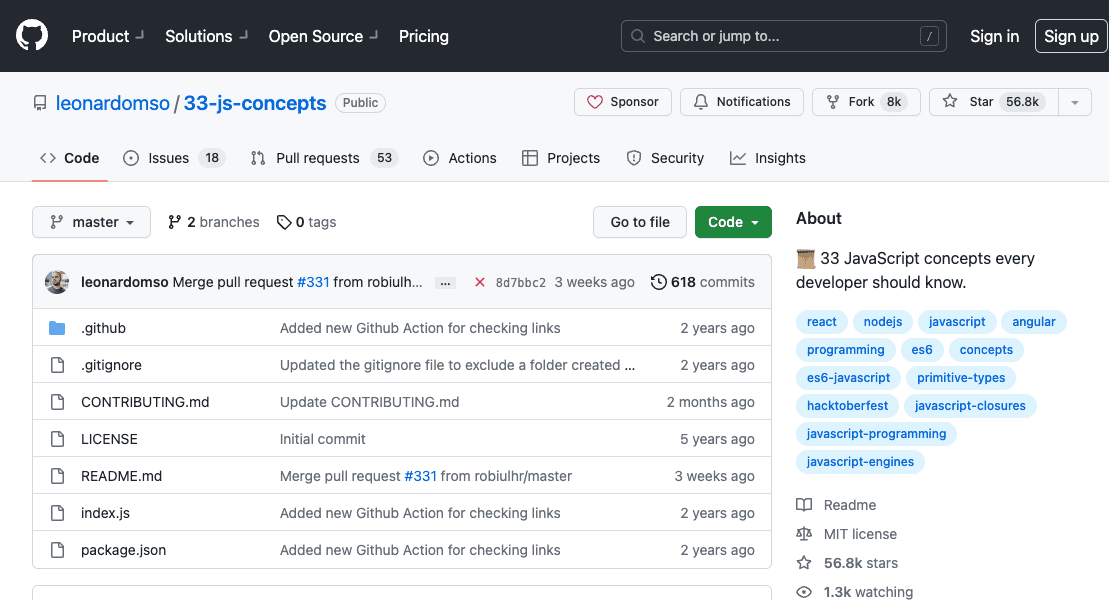 Product Solutions Open Source Pricing Search or jump to... / Sign in Sign up
leonardomso / 33-js-concepts Public Sponsor Notifications Fork 8k Star 56.8k
Code Issues 18 Pull requests 53 Actions Projects Security Insights
master 2 branches 0 tags Go to file Code
leonardomso Merge pull request #331 from robiulh... ... 8d7bbc2 3 weeks ago 618 commits
.github Added new Github Action for checking links 2 years ago
.gitignore Updated the gitignore file to exclude a folder created ... 2 years ago
CONTRIBUTING.md Update CONTRIBUTING.md 2 months ago
LICENSE Initial commit 5 years ago
README.md Merge pull request #331 from robiulhr/master 3 weeks ago
index.js Added new Github Action for checking links 2 years ago
package.json Added new Github Action for checking links 2 years ago
About
33 JavaScript concepts every
developer should know.
react nodejs javascript angular
programming es6 concepts
es6-javascript primitive-types
hacktoberfest javascript-closures
javascript-programming
javascript-engines
Readme
MIT license
56.8k stars
1.3k watching